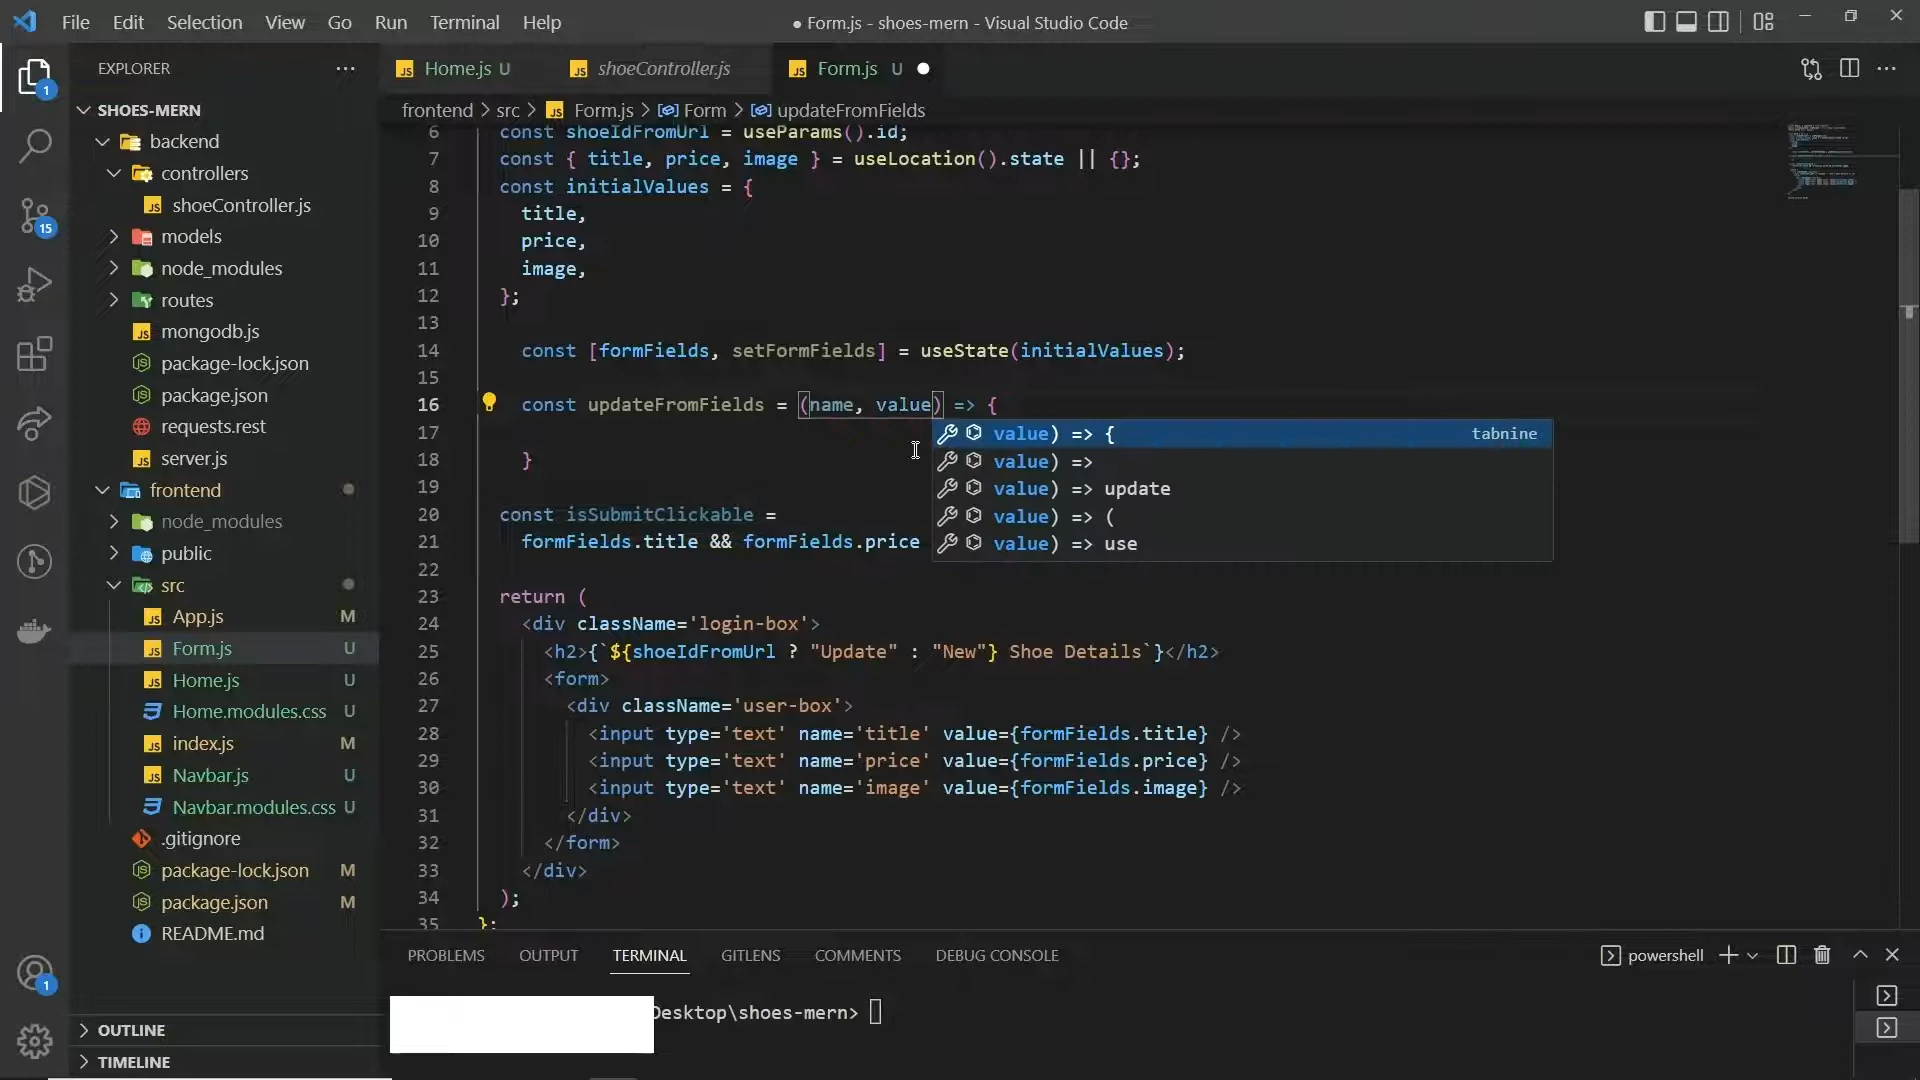 File Edit Selection View Go Run Terminal Help
● Form.js - shoes-mern - Visual Studio Code
EXPLORER
SHOES-MERN
backend
controllers
shoeController.js
models
node_modules
routes
mongodb.js
package-lock.json
package.json
requests.rest
server.js
frontend
node_modules
public
src
App.js M
Form.js U
Home.js U
Home.modules.css U
index.js M
Navbar.js U
Navbar.modules.css U
.gitignore
package-lock.json M
package.json M
README.md
OUTLINE
TIMELINE
1
15
1
Home.js U shoeController.js Form.js U
frontend > src > Form.js > Form > updateFromFields
6 const shoeIdFromUrl = useParams().id;
7 const { title, price, image } = useLocation().state || {};
8 const initialValues = {
9 title,
10 price,
11 image,
12 };
13
14 const [formFields, setFormFields] = useState(initialValues);
15
16 const updateFromFields = (name, value) => {
17
18 }
19
20 const isSubmitClickable =
21 formFields.title && formFields.price
22
23 return (
24 <div className='login-box'>
25 <h2>{`${shoeIdFromUrl ? "Update" : "New"} Shoe Details`}</h2>
26 <form>
27 <div className='user-box'>
28 <input type='text' name='title' value={formFields.title} />
29 <input type='text' name='price' value={formFields.price} />
30 <input type='text' name='image' value={formFields.image} />
31 </div>
32 </form>
33 </div>
34 );
35 };
value) => { tabnine
value) =>
value) => update
value) => (
value) => use
PROBLEMS OUTPUT TERMINAL GITLENS COMMENTS DEBUG CONSOLE
powershell
Desktop\shoes-mern>